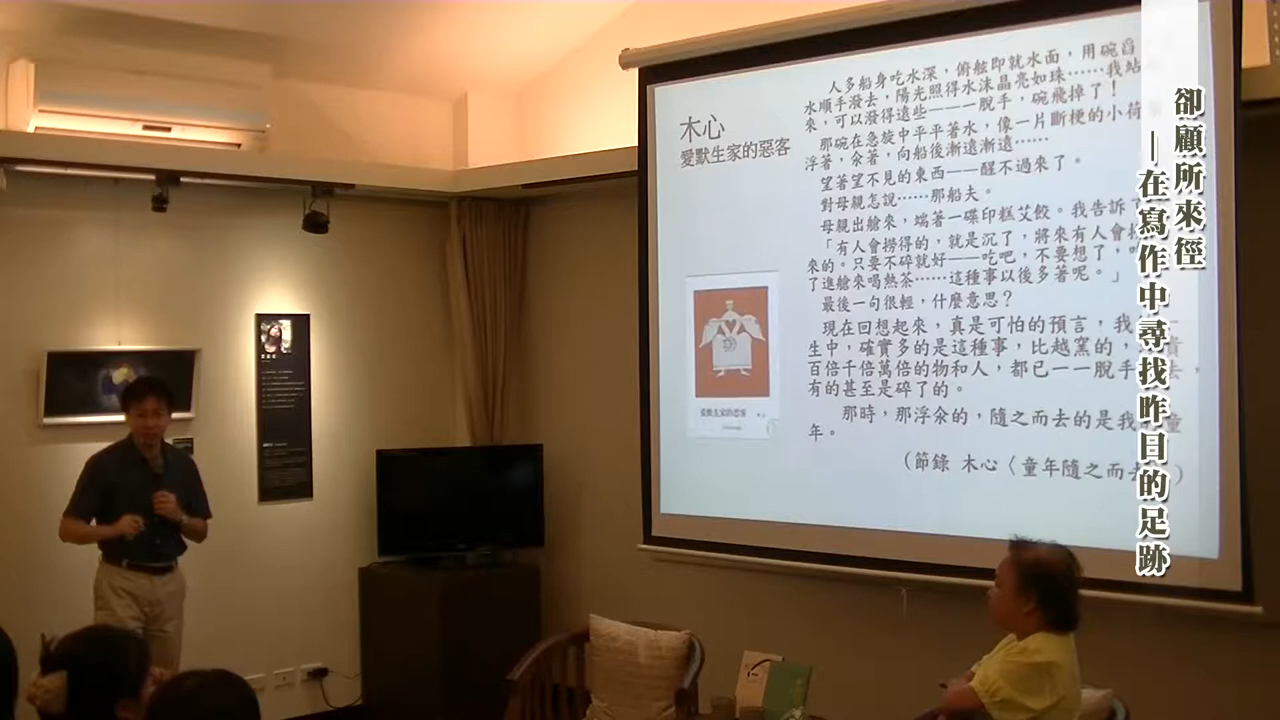 木心
愛默生家的惡客
人多船身吃水深，俯舷即就水面，用碗舀
水順手潑去，陽光照得水沫晶亮如珠……我站
來，可以潑得遠些———一脫手，碗飛掉了！
那碗在急旋中平平著水，像一片斷梗的小荷
浮著，氽著，向船後漸遠漸遠……
望著望不見的東西——醒不過來了。
對母親怎說……那船夫。
母親出艙來，端著一碟印糕艾餃。我告訴了
「有人會撈得的，就是沉了，將來有人會撈
來的。只要不碎就好——吃吧，不要想了，吃
了進艙來喝熱茶……這種事以後多著呢。」
最後一句很輕，什麼意思？
現在回想起來，真是可怕的預言，我
生中，確實多的是這種事，比越窯的，貴
百倍千倍萬倍的物和人，都已一一脫手去，
有的甚至是碎了的。
那時，那浮氽的，隨之而去的是我童
年。
（節錄 木心〈童年隨之而去）
愛默生家的惡客
卻顧所來徑
—在寫作中尋找昨日的足跡